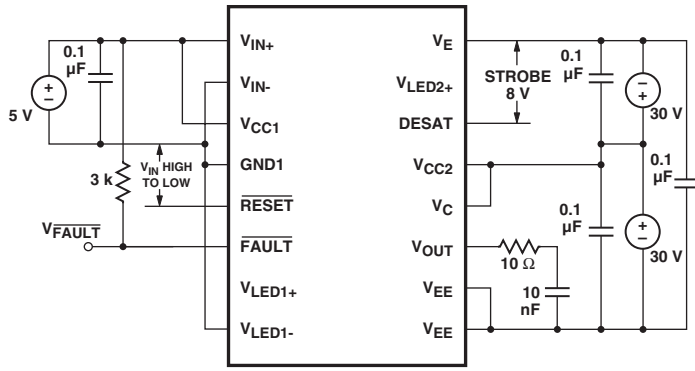 0.1
µF
+
−
5 V
3 k
V_IN HIGH
TO LOW
V_FAULT
V_IN+
V_IN-
V_CC1
GND1
RESET
FAULT
V_LED1+
V_LED1-
V_E
V_LED2+
DESAT
V_CC2
V_C
V_OUT
V_EE
V_EE
STROBE
8 V
0.1
µF
−
+
30 V
0.1
µF
0.1
µF
+
−
30 V
10 Ω
10
nF